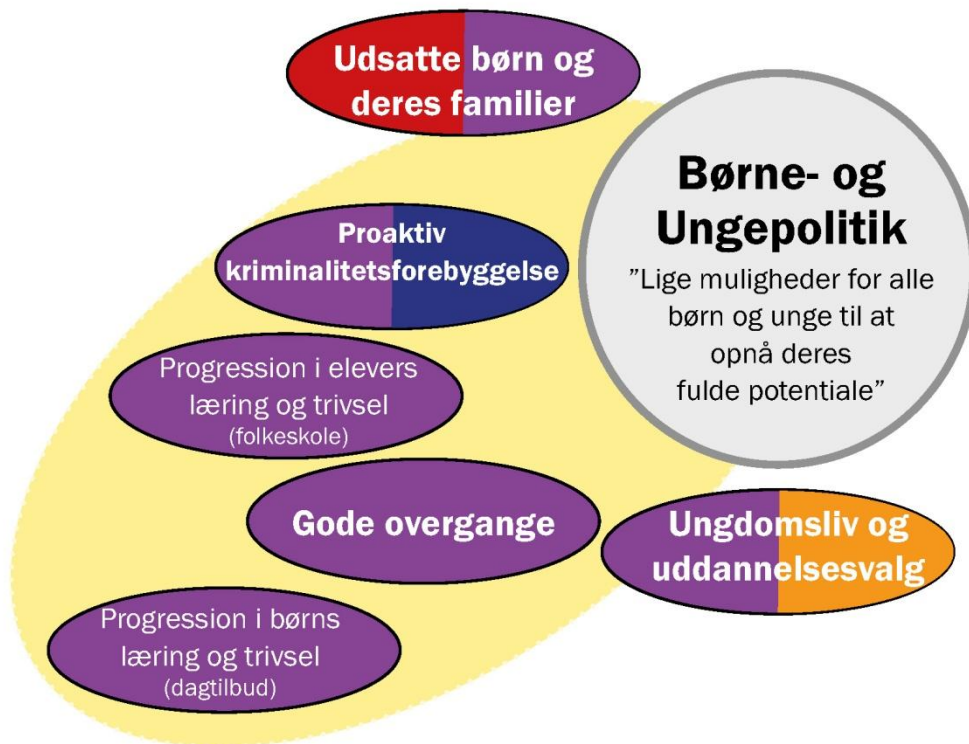 Udsatte børn og
deres familier
Børne- og
Ungepolitik
”Lige muligheder for alle
børn og unge til at
opnå deres
fulde potentiale”
Proaktiv
kriminalitetsforebyggelse
Progression i elevers
læring og trivsel
(folkeskole)
Gode overgange
Ungdomsliv og
uddannelsesvalg
Progression i børns
læring og trivsel
(dagtilbud)